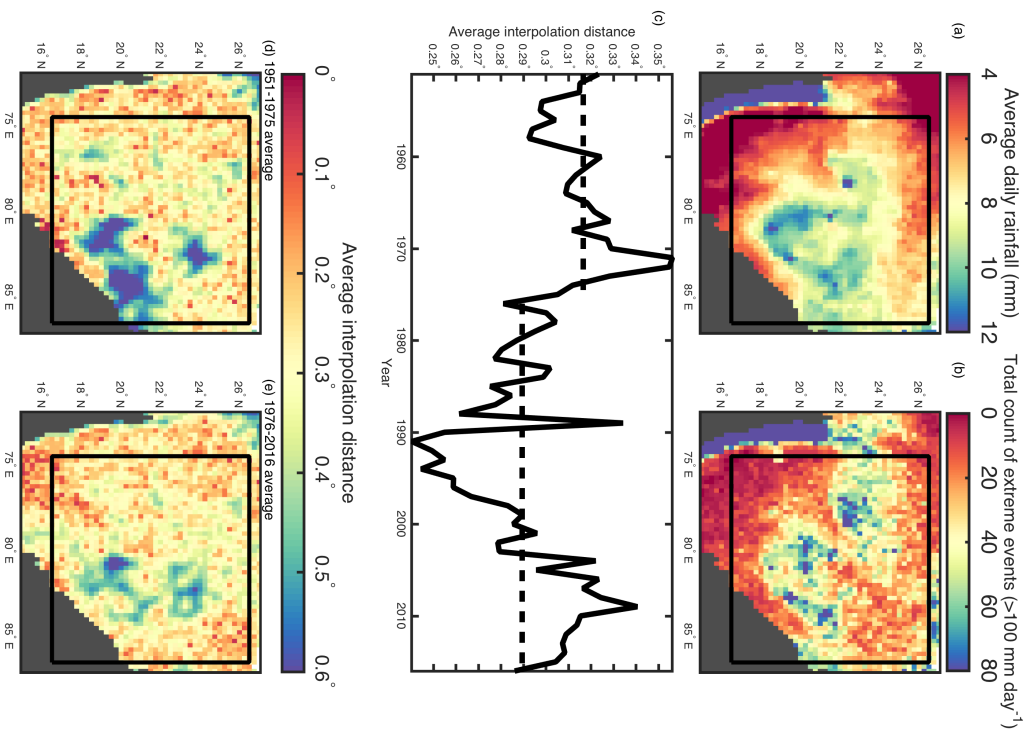 (a)
Average daily rainfall (mm)
4 6 8 10 12
26° N
24° N
22° N
20° N
18° N
16° N
75° E 80° E 85° E
(b)
Total count of extreme events (>100 mm day⁻¹)
0 20 40 60 80
26° N
24° N
22° N
20° N
18° N
16° N
75° E 80° E 85° E
(c)
Average interpolation distance
0.35
0.34
0.33
0.32
0.31
0.3
0.29
0.28
0.27
0.26
0.25
1960 1970 1980 1990 2000 2010
Year
Average interpolation distance
0° 0.1° 0.2° 0.3° 0.4° 0.5° 0.6°
(d) 1951-1975 average
26° N
24° N
22° N
20° N
18° N
16° N
75° E 80° E 85° E
(e) 1976-2016 average
26° N
24° N
22° N
20° N
18° N
16° N
75° E 80° E 85° E